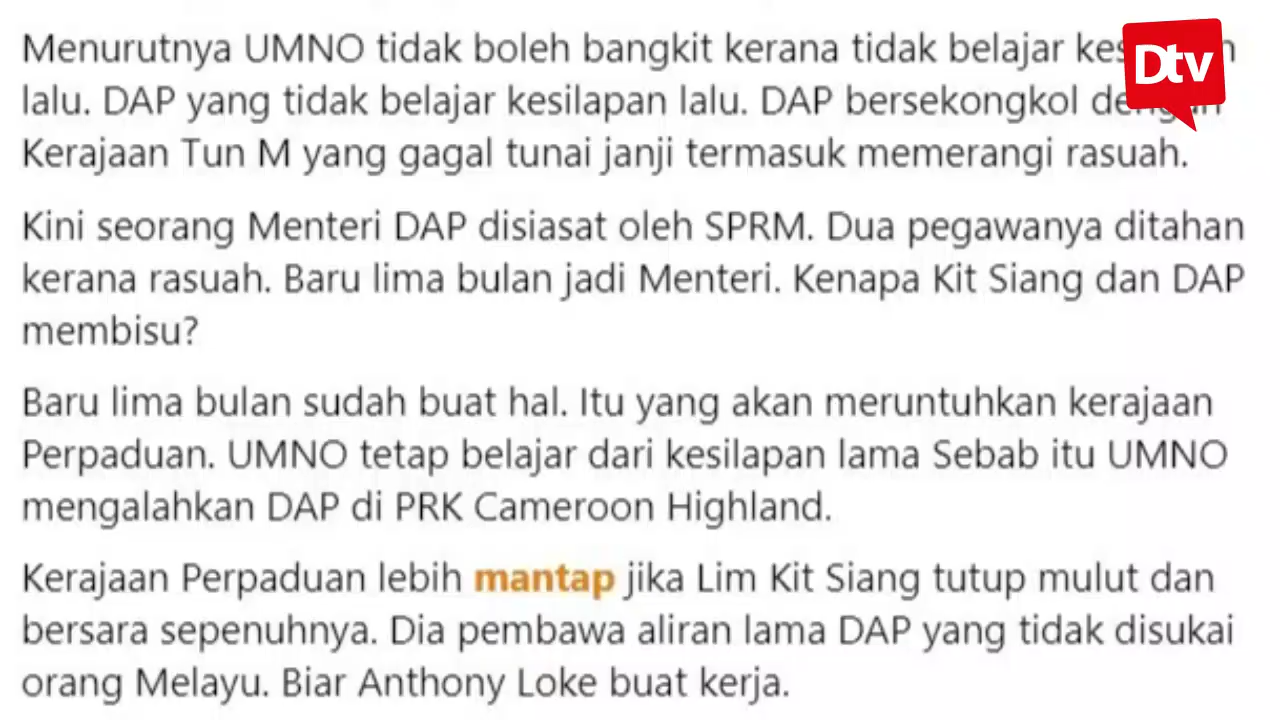 Menurutnya UMNO tidak boleh bangkit kerana tidak belajar
lalu. DAP yang tidak belajar kesilapan lalu. DAP bersekongkol dengan
Kerajaan Tun M yang gagal tunai janji termasuk memerangi rasuah.
Kini seorang Menteri DAP disiasat oleh SPRM. Dua pegawanya ditahan
kerana rasuah. Baru lima bulan jadi Menteri. Kenapa Kit Siang dan DAP
membisu?
Baru lima bulan sudah buat hal. Itu yang akan meruntuhkan kerajaan
Perpaduan. UMNO tetap belajar dari kesilapan lama Sebab itu UMNO
mengalahkan DAP di PRK Cameroon Highland.
Kerajaan Perpaduan lebih mantap jika Lim Kit Siang tutup mulut dan
bersara sepenuhnya. Dia pembawa aliran lama DAP yang tidak disukai
orang Melayu. Biar Anthony Loke buat kerja.
Dtv